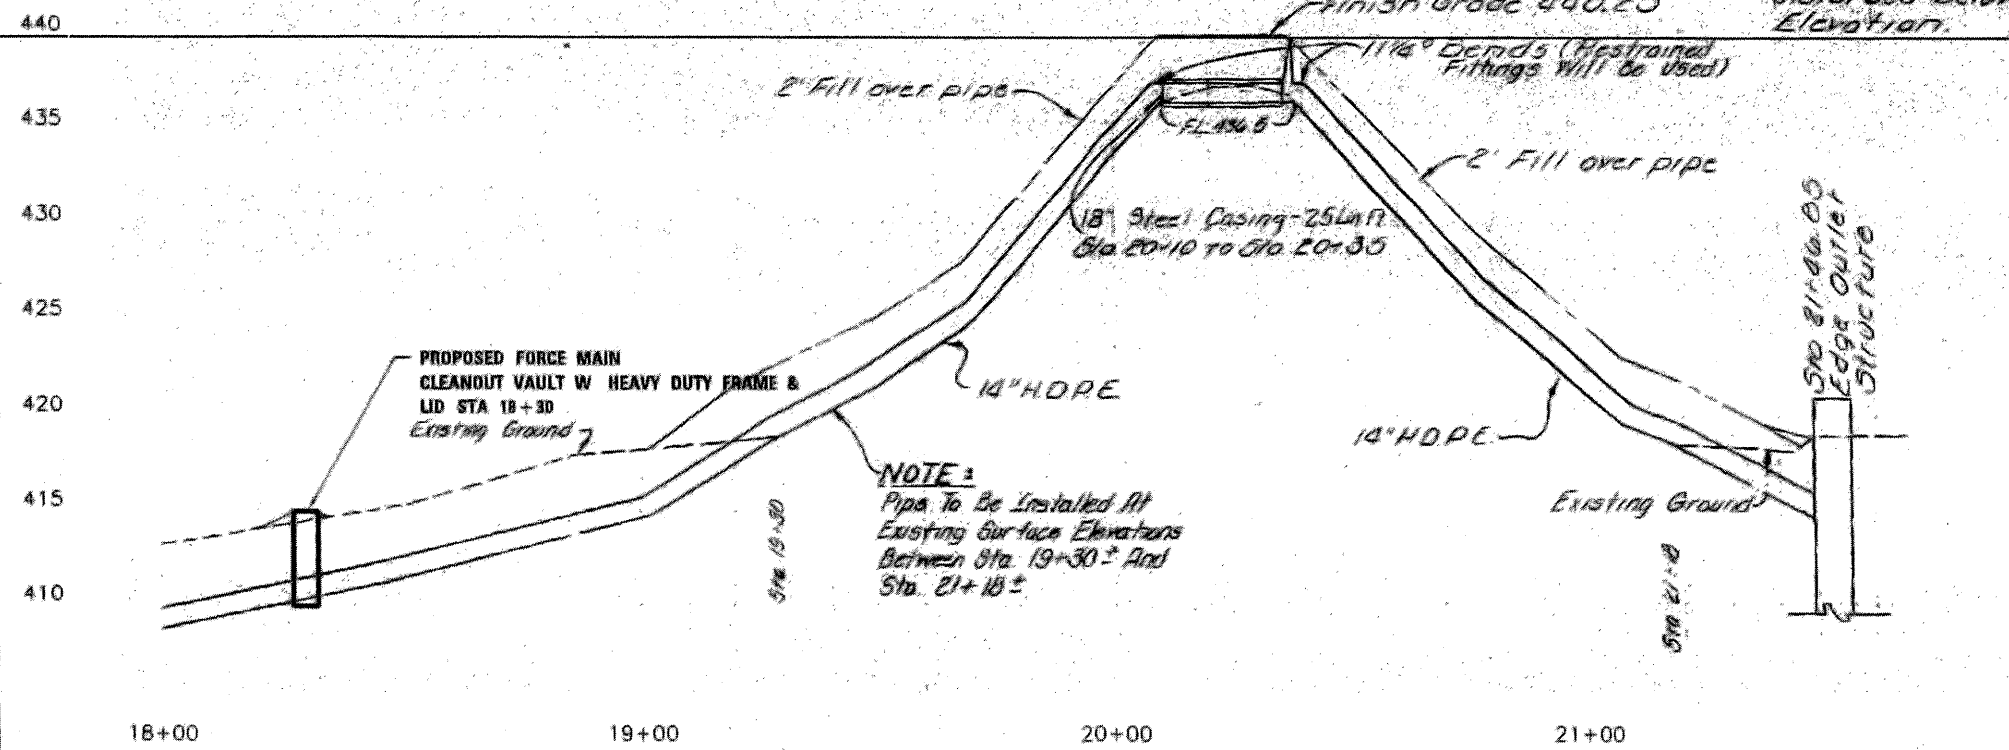 440
Finish Grade 440.25
Elevation.
11¼° Bends (Restrained
Fittings Will Be Used)
2' Fill over pipe
435
FL 436.5
2' Fill over pipe
430
18" Steel Casing-25 Lin Ft
Sta. 20+10 To Sta. 20+35
425
PROPOSED FORCE MAIN
CLEANOUT VAULT W HEAVY DUTY FRAME &
LID STA 18+30
Existing Ground
420
14" H.D.P.E.
14" H.D.P.E.
Sta 21+46.85
Edge Outlet
Structure
415
NOTE:
Pipe To Be Installed At
Existing Surface Elevations
Between Sta. 19+30± And
Sta. 21+18±
Existing Ground
Sta 19+30
Sta 21+18
410
18+00
19+00
20+00
21+00